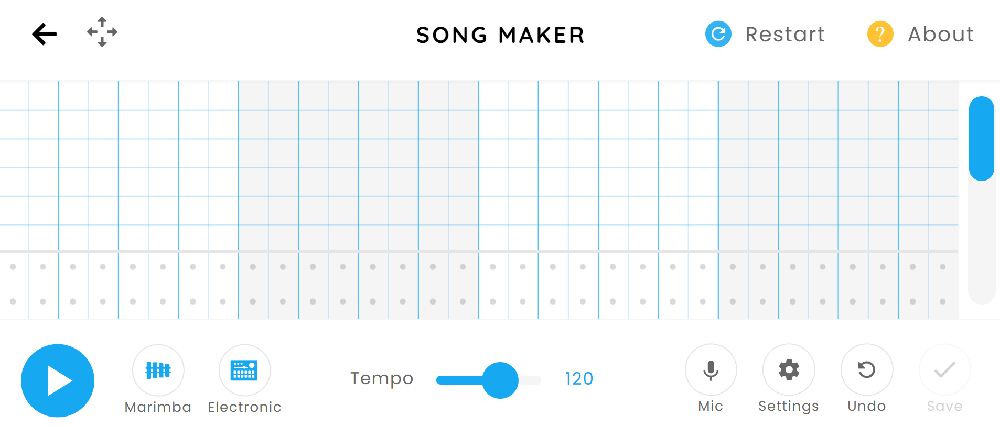 SONG MAKER
Restart
? About
Marimba
Electronic
Tempo 120
Mic
Settings
Undo
Save